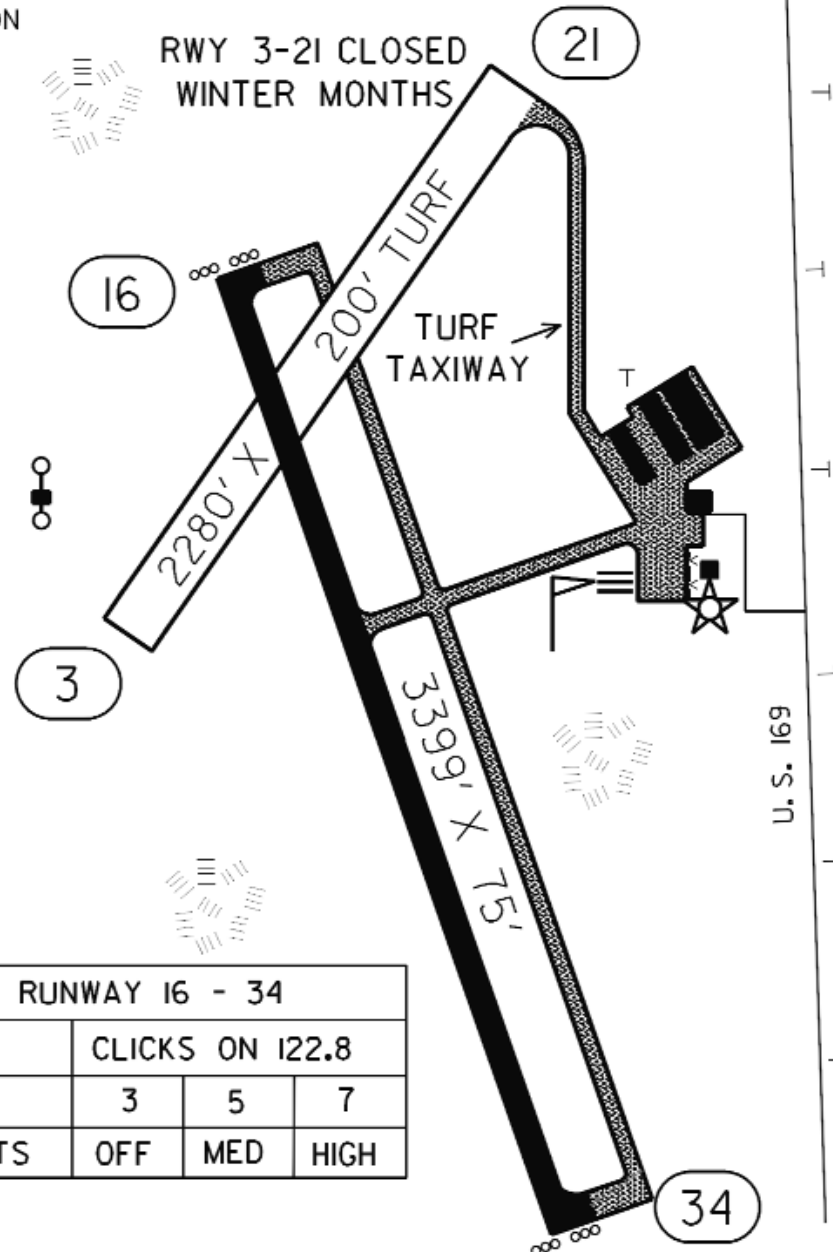 ON
RWY 3-21 CLOSED
WINTER MONTHS
21
16
2280' X 200' TURF
TURF
TAXIWAY
3
3399' X 75'
U.S. 169
RUNWAY 16 - 34
CLICKS ON 122.8
3 5 7
TS OFF MED HIGH
34